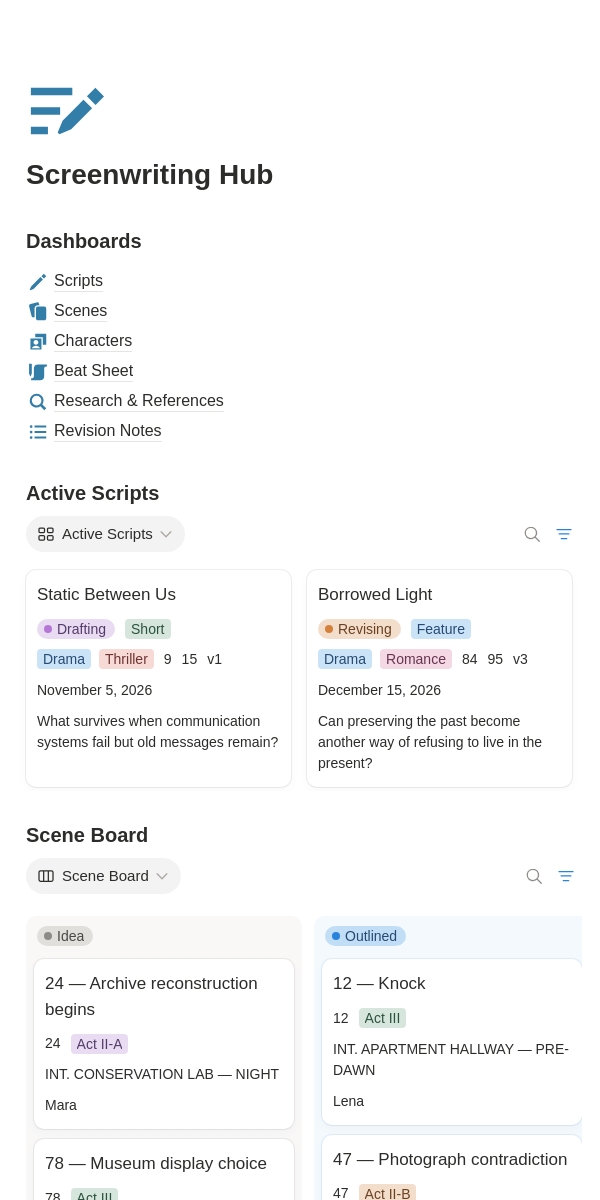 Screenwriting Hub
Dashboards
Scripts
Scenes
Characters
Beat Sheet
Research & References
Revision Notes
Active Scripts
Active Scripts
Static Between Us
Drafting Short
Drama Thriller 9 15 v1
November 5, 2026
What survives when communication
systems fail but old messages remain?
Borrowed Light
Revising Feature
Drama Romance 84 95 v3
December 15, 2026
Can preserving the past become
another way of refusing to live in the
present?
Scene Board
Scene Board
Idea
24 — Archive reconstruction
begins
24 Act II-A
INT. CONSERVATION LAB — NIGHT
Mara
78 — Museum display choice
78 Act III
Outlined
12 — Knock
12 Act III
INT. APARTMENT HALLWAY — PRE-
DAWN
Lena
47 — Photograph contradiction
47 Act II-B